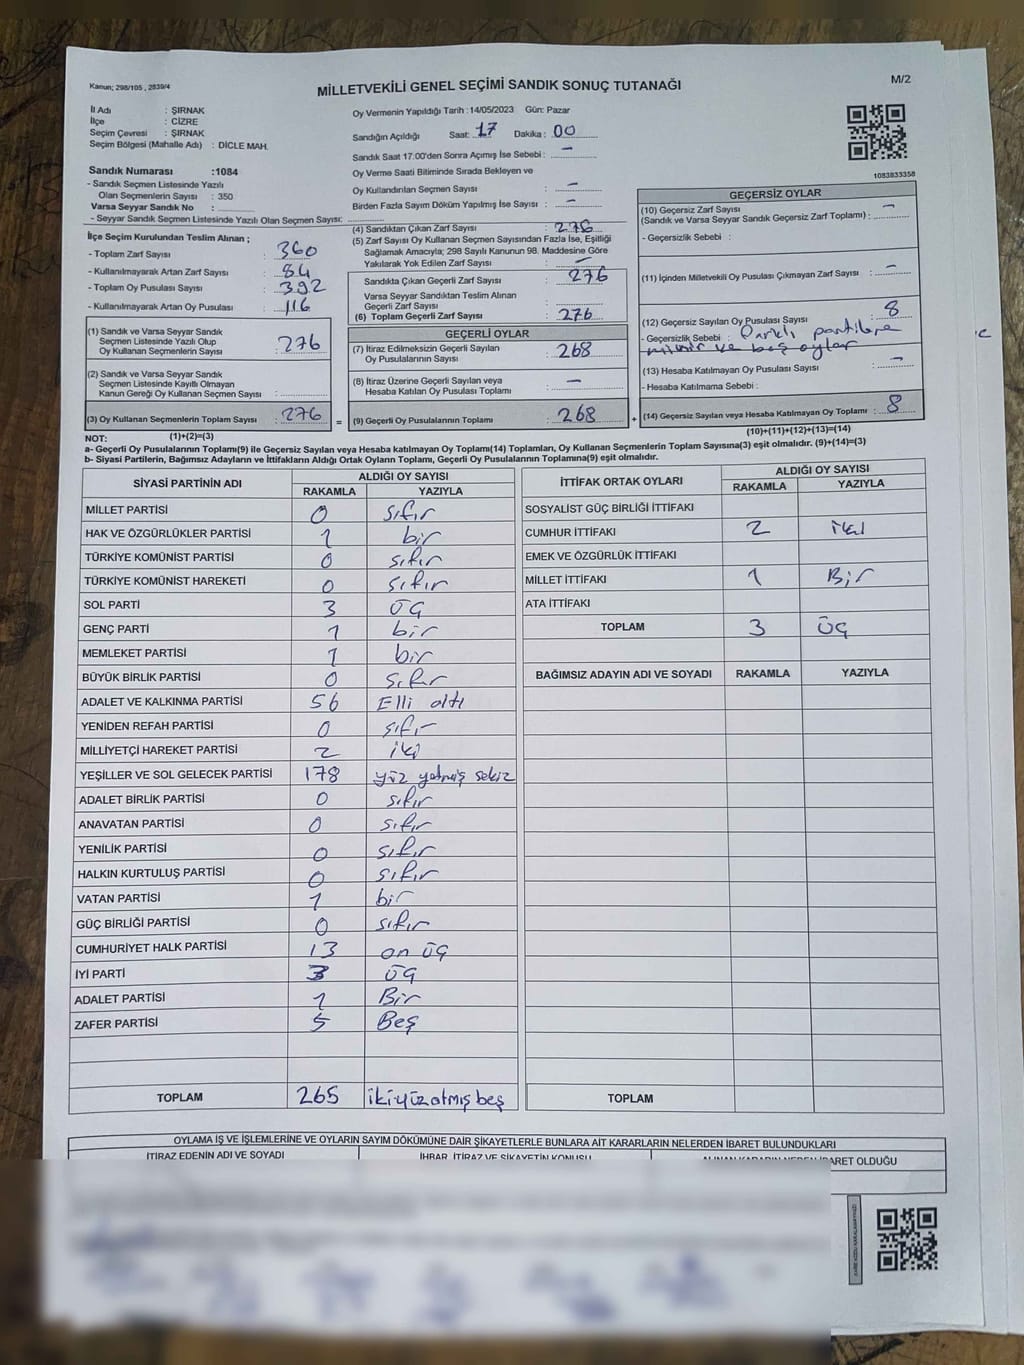 Kanun; 298/105 , 2839/4
MİLLETVEKİLİ GENEL SEÇİMİ SANDIK SONUÇ TUTANAĞI
M/2
İl Adı : ŞIRNAK
İlçe : CİZRE
Seçim Çevresi : ŞIRNAK
Seçim Bölgesi (Mahalle Adı) : DİCLE MAH.
Sandık Numarası :1084
- Sandık Seçmen Listesinde Yazılı
Olan Seçmenlerin Sayısı : 350
Varsa Seyyar Sandık No :
- Seyyar Sandık Seçmen Listesinde Yazılı Olan Seçmen Sayısı:
Oy Vermenin Yapıldığı Tarih :14/05/2023 Gün: Pazar
Sandığın Açıldığı Saat: 17 Dakika : 00
Sandık Saat 17.00'den Sonra Açımış İse Sebebi : —
Oy Verme Saati Bitiminde Sırada Bekleyen ve
Oy Kullandırılan Seçmen Sayısı : —
Birden Fazla Sayım Döküm Yapılmış İse Sayısı : —
1083833358
İlçe Seçim Kurulundan Teslim Alınan ;
- Toplam Zarf Sayısı : 360
- Kullanılmayarak Artan Zarf Sayısı : 84
- Toplam Oy Pusulası Sayısı : 392
- Kullanılmayarak Artan Oy Pusulası : 116
(1) Sandık ve Varsa Seyyar Sandık
Seçmen Listesinde Yazılı Olup
Oy Kullanan Seçmenlerin Sayısı : 276
(2) Sandık ve Varsa Seyyar Sandık
Seçmen Listesinde Kayıtlı Olmayan
Kanun Gereği Oy Kullanan Seçmen Sayısı :
(3) Oy Kullanan Seçmenlerin Toplam Sayısı : 276 =
(4) Sandıktan Çıkan Zarf Sayısı : 276
(5) Zarf Sayısı Oy Kullanan Seçmen Sayısından Fazla İse, Eşitliği
Sağlamak Amacıyla; 298 Sayılı Kanunun 98. Maddesine Göre
Yakılarak Yok Edilen Zarf Sayısı : —
Sandıkta Çıkan Geçerli Zarf Sayısı : 276
Varsa Seyyar Sandıktan Teslim Alınan
Geçerli Zarf Sayısı :
(6) Toplam Geçerli Zarf Sayısı : 276
GEÇERLİ OYLAR
(7) İtiraz Edilmeksizin Geçerli Sayılan
Oy Pusulalarının Sayısı : 268
(8) İtiraz Üzerine Geçerli Sayılan veya
Hesaba Katılan Oy Pusulası Toplamı : —
(9) Geçerli Oy Pusulalarının Toplamı : 268 +
GEÇERSİZ OYLAR
(10) Geçersiz Zarf Sayısı
(Sandık ve Varsa Seyyar Sandık Geçersiz Zarf Toplamı) : —
- Geçersizlik Sebebi :
(11) İçinden Milletvekili Oy Pusulası Çıkmayan Zarf Sayısı : —
(12) Geçersiz Sayılan Oy Pusulası Sayısı : 8
- Geçersizlik Sebebi : Farklı partilere
mühür ve boş oylar
(13) Hesaba Katılmayan Oy Pusulası Sayısı : —
- Hesaba Katılmama Sebebi :
(14) Geçersiz Sayılan veya Hesaba Katılmayan Oy Toplamı : 8
NOT: (1)+(2)=(3)
(10)+(11)+(12)+(13)=(14)
a- Geçerli Oy Pusulalarının Toplamı(9) ile Geçersiz Sayılan veya Hesaba katılmayan Oy Toplamı(14) Toplamları, Oy Kullanan Seçmenlerin Toplam Sayısına(3) eşit olmalıdır. (9)+(14)=(3)
b- Siyasi Partilerin, Bağımsız Adayların ve İttifakların Aldığı Ortak Oyların Toplamı, Geçerli Oy Pusulalarının Toplamına(9) eşit olmalıdır.
SİYASİ PARTİNİN ADI ALDIĞI OY SAYISI
RAKAMLA YAZIYLA
MİLLET PARTİSİ 0 sıfır
HAK VE ÖZGÜRLÜKLER PARTİSİ 1 bir
TÜRKİYE KOMÜNİST PARTİSİ 0 sıfır
TÜRKİYE KOMÜNİST HAREKETİ 0 sıfır
SOL PARTİ 3 üç
GENÇ PARTİ 1 bir
MEMLEKET PARTİSİ 1 bir
BÜYÜK BİRLİK PARTİSİ 0 sıfır
ADALET VE KALKINMA PARTİSİ 56 Elli altı
YENİDEN REFAH PARTİSİ 0 sıfır
MİLLİYETÇİ HAREKET PARTİSİ 2 iki
YEŞİLLER VE SOL GELECEK PARTİSİ 178 yüz yetmiş sekiz
ADALET BİRLİK PARTİSİ 0 sıfır
ANAVATAN PARTİSİ 0 sıfır
YENİLİK PARTİSİ 0 sıfır
HALKIN KURTULUŞ PARTİSİ 0 sıfır
VATAN PARTİSİ 1 bir
GÜÇ BİRLİĞİ PARTİSİ 0 sıfır
CUMHURİYET HALK PARTİSİ 13 on üç
İYİ PARTİ 3 üç
ADALET PARTİSİ 1 Bir
ZAFER PARTİSİ 5 Beş
TOPLAM 265 ikiyüzatmışbeş
İTTİFAK ORTAK OYLARI ALDIĞI OY SAYISI
RAKAMLA YAZIYLA
SOSYALİST GÜÇ BİRLİĞİ İTTİFAKI
CUMHUR İTTİFAKI 2 iki
EMEK VE ÖZGÜRLÜK İTTİFAKI
MİLLET İTTİFAKI 1 Bir
ATA İTTİFAKI
TOPLAM 3 üç
BAĞIMSIZ ADAYIN ADI VE SOYADI RAKAMLA YAZIYLA
TOPLAM
OYLAMA İŞ VE İŞLEMLERİNE VE OYLARIN SAYIM DÖKÜMÜNE DAİR ŞİKAYETLERLE BUNLARA AİT KARARLARIN NELERDEN İBARET BULUNDUKLARI
İTİRAZ EDENİN ADI VE SOYADI İHBAR, İTİRAZ VE ŞİKAYETİN KONUSU ALINAN KARARIN NEDEN İBARET OLDUĞU